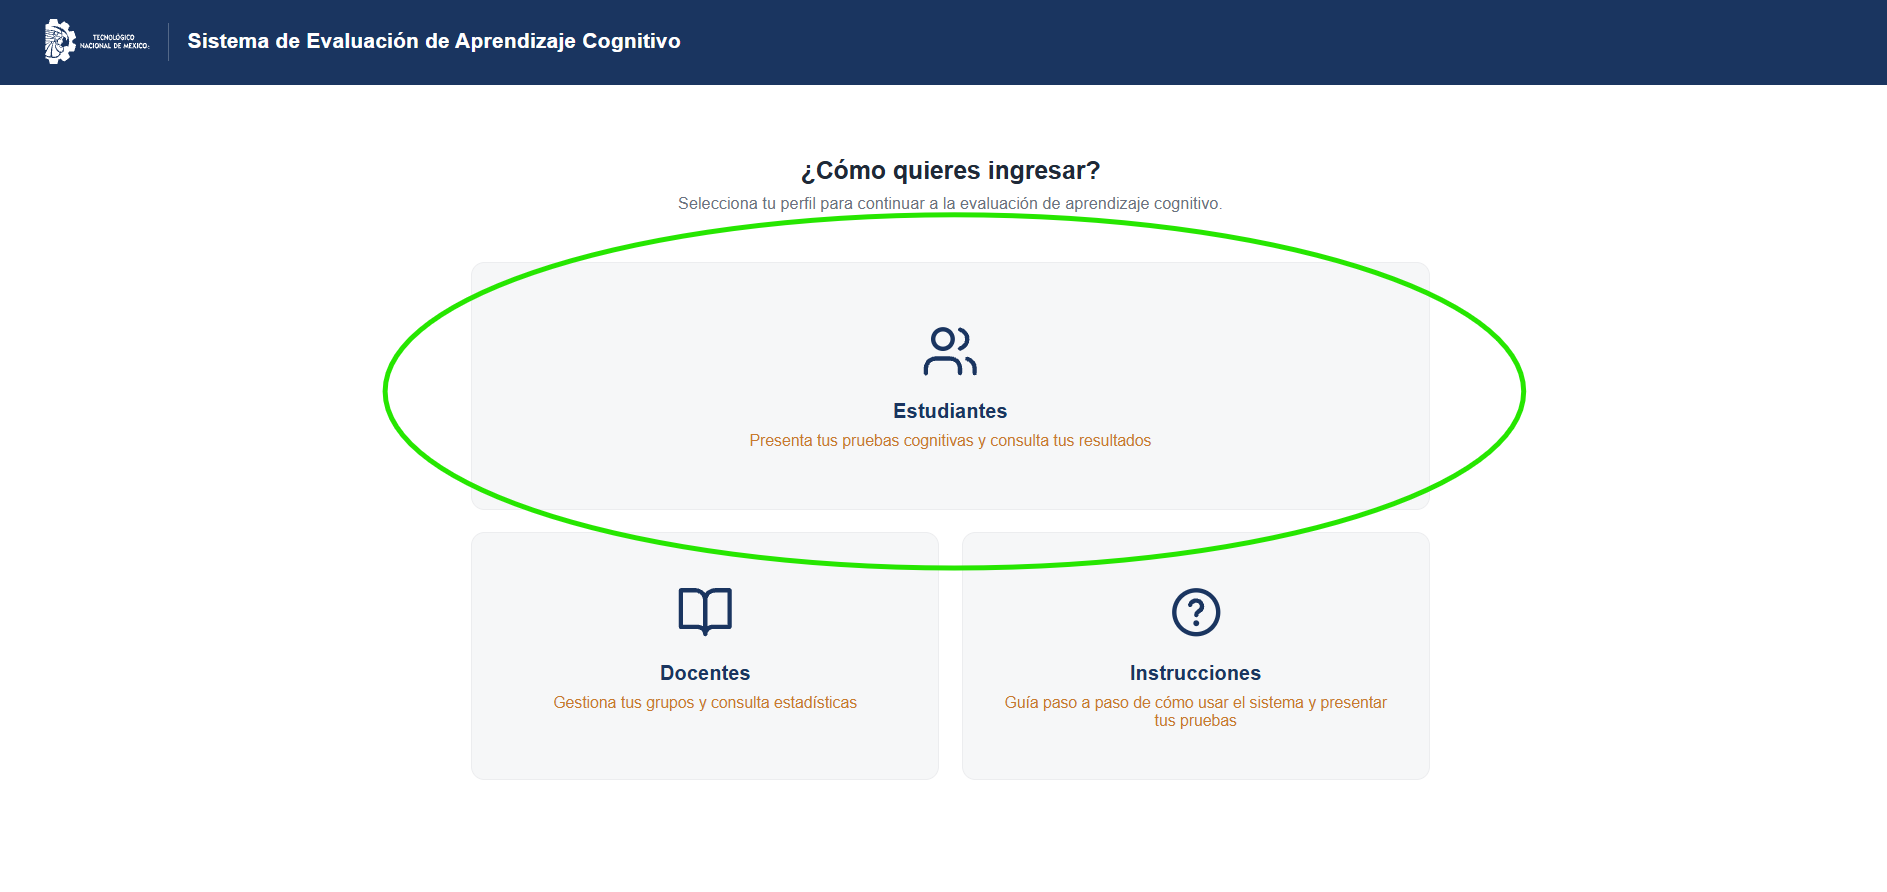 TECNOLÓGICO
NACIONAL DE MEXICO
Sistema de Evaluación de Aprendizaje Cognitivo
¿Cómo quieres ingresar?
Selecciona tu perfil para continuar a la evaluación de aprendizaje cognitivo.
Estudiantes
Presenta tus pruebas cognitivas y consulta tus resultados
Docentes
Gestiona tus grupos y consulta estadísticas
Instrucciones
Guía paso a paso de cómo usar el sistema y presentar
tus pruebas